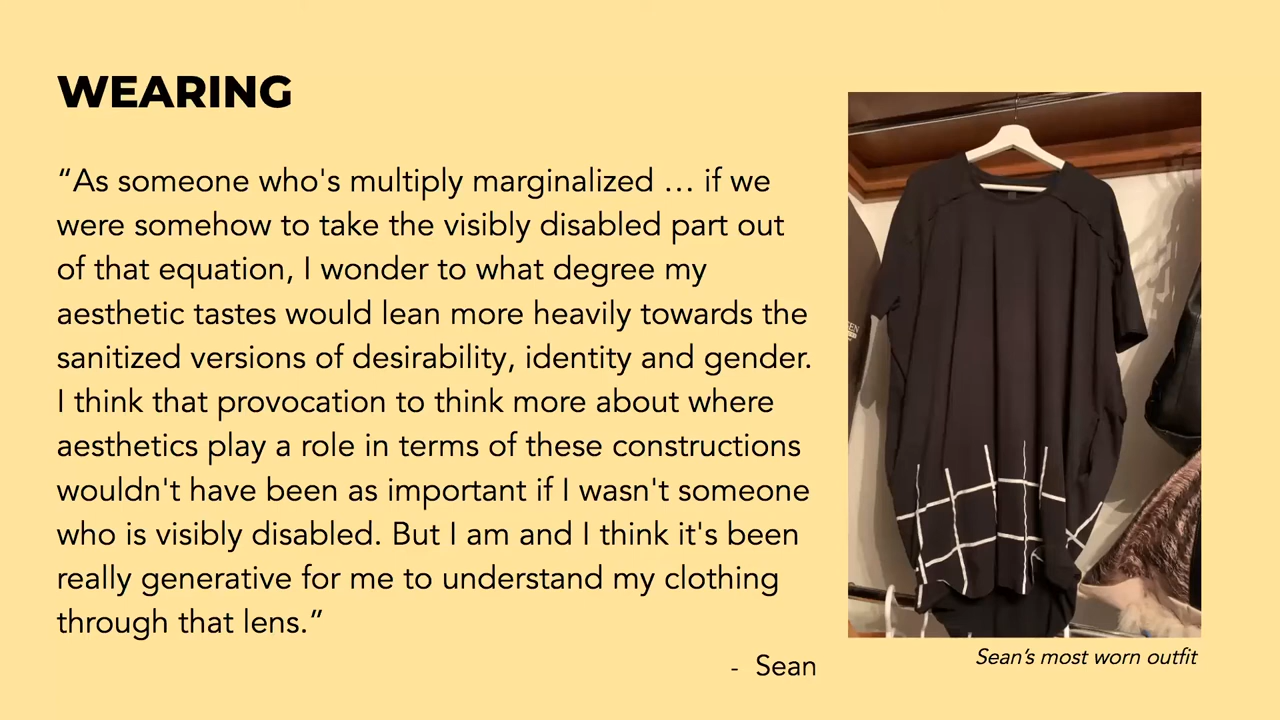 WEARING
“As someone who's multiply marginalized … if we
were somehow to take the visibly disabled part out
of that equation, I wonder to what degree my
aesthetic tastes would lean more heavily towards the
sanitized versions of desirability, identity and gender.
I think that provocation to think more about where
aesthetics play a role in terms of these constructions
wouldn't have been as important if I wasn't someone
who is visibly disabled. But I am and I think it's been
really generative for me to understand my clothing
through that lens.”
- Sean
Sean’s most worn outfit